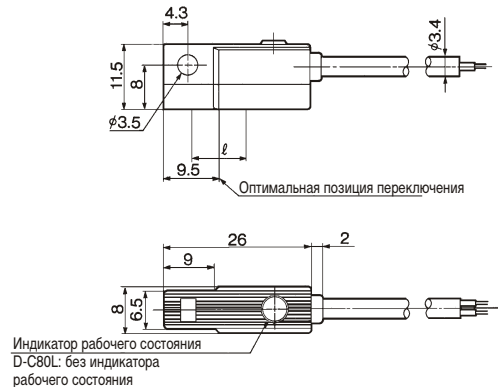 4.3
11.5
8
ϕ3.5
ϕ3.4
ℓ
9.5
Оптимальная позиция переключения
26
2
9
8
6.5
Индикатор рабочего состояния
D-C80L: без индикатора
рабочего состояния